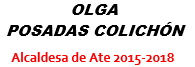 OLGA
POSADAS COLICHÓN
Alcaldesa de Ate 2015-2018